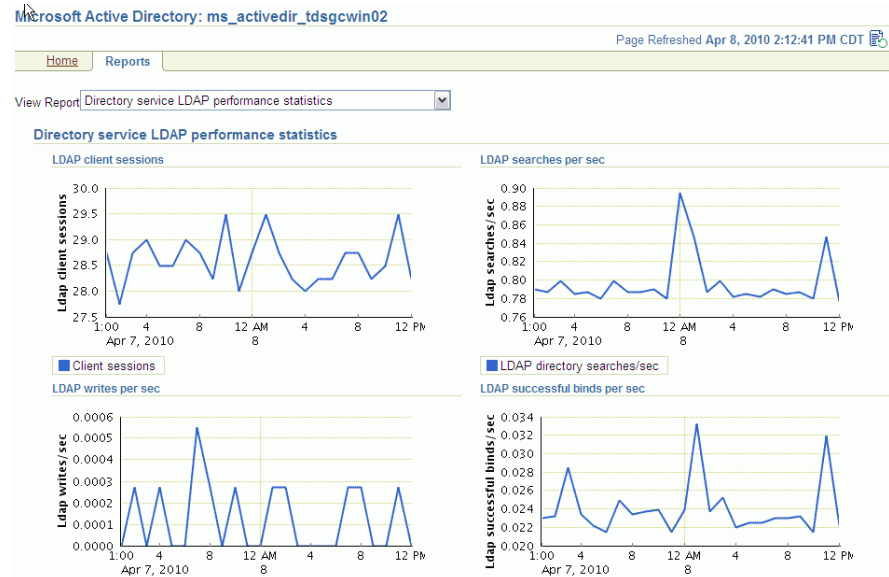 Microsoft Active Directory: ms_activedir_tdsgcwin02
Page Refreshed Apr 8, 2010 2:12:41 PM CDT
Home Reports
View Report Directory service LDAP performance statistics
Directory service LDAP performance statistics
LDAP client sessions
Ldap client sessions
30.0
29.5
29.0
28.5
28.0
27.5
1:00 4 8 12 AM 4 8 12 PM
Apr 7, 2010 8
Client sessions
LDAP searches per sec
Ldap searches/sec
0.90
0.88
0.86
0.84
0.82
0.80
0.78
0.76
1:00 4 8 12 AM 4 8 12 PM
Apr 7, 2010 8
LDAP directory searches/sec
LDAP writes per sec
Ldap writes/sec
0.0006
0.0005
0.0004
0.0003
0.0002
0.0001
0.0000
1:00 4 8 12 AM 4 8 12 PM
Apr 7, 2010 8
LDAP successful binds per sec
Ldap successful binds/sec
0.034
0.032
0.030
0.028
0.026
0.024
0.022
0.020
1:00 4 8 12 AM 4 8 12 PM
Apr 7, 2010 8